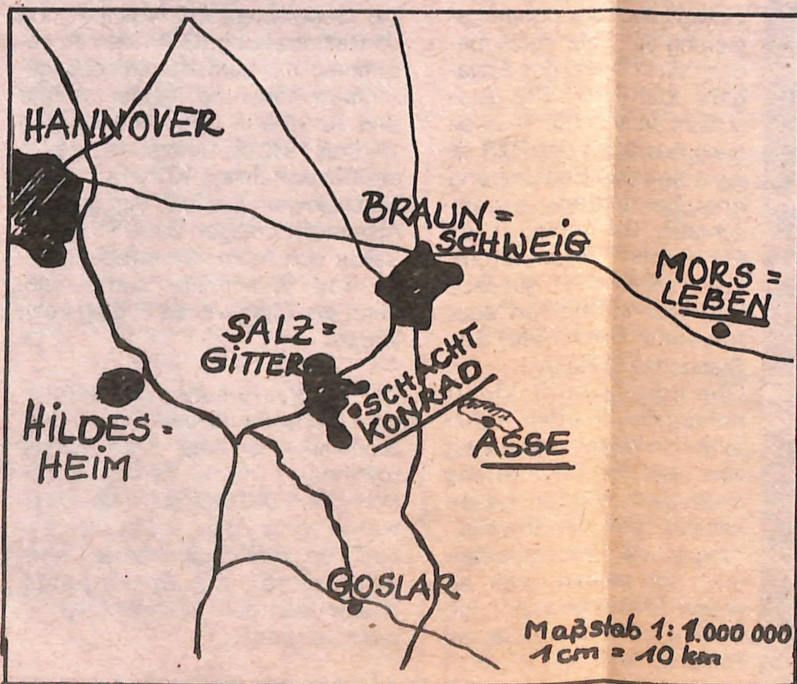 HANNOVER
BRAUN=
SCHWEIG
MORS=
LEBEN
SALZ=
GITTER
SCHACHT
KONRAD
ASSE
HILDES=
HEIM
GOSLAR
Maßstab 1:1.000 000
1 cm = 10 km